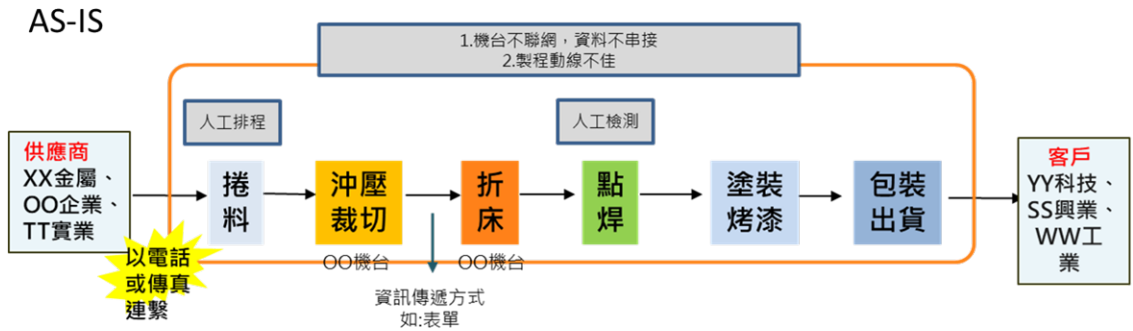 AS-IS
1.機台不聯網，資料不串接
2.製程動線不佳
人工排程
人工檢測
供應商
XX金屬、
OO企業、
TT實業
以電話
或傳真
連繫
捲
料
沖壓
裁切
OO機台
折
床
OO機台
資訊傳遞方式
如:表單
點
焊
塗裝
烤漆
包裝
出貨
客戶
YY科技、
SS興業、
WW工
業